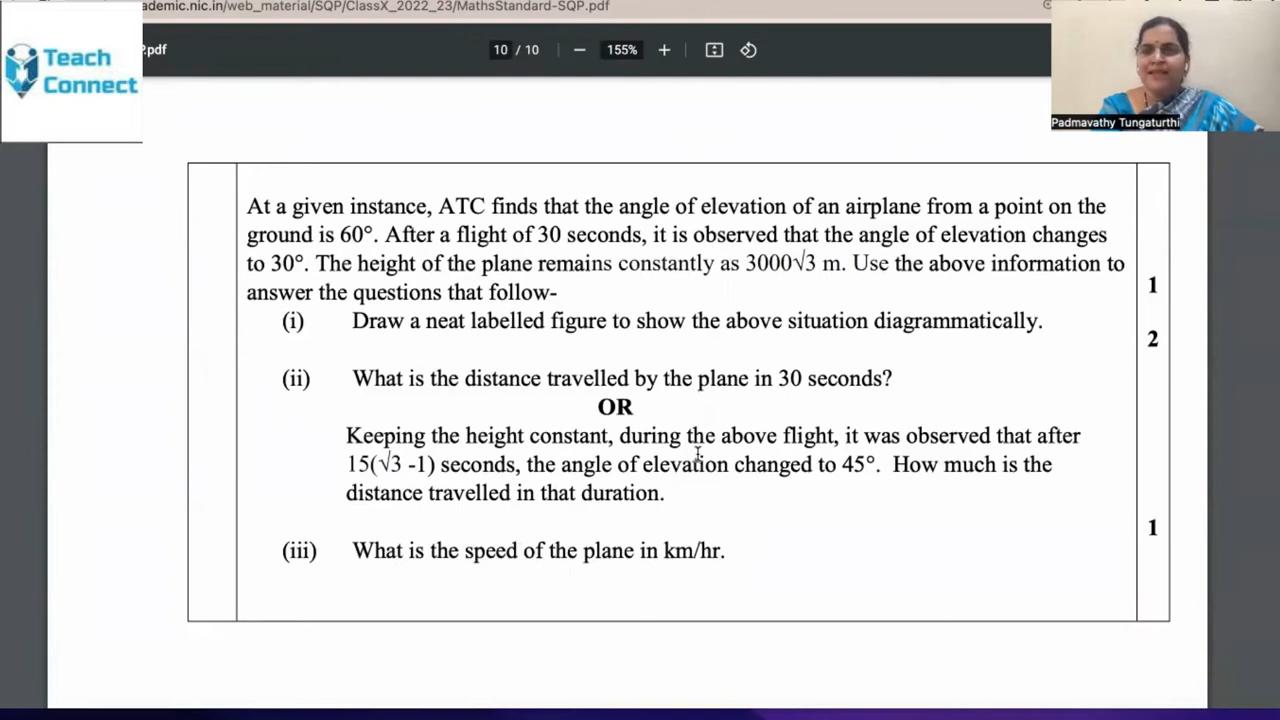 ademic.nic.in/web_material/SQP/ClassX_2022_23/MathsStandard-SQP.pdf
Teach
Connect
.pdf
10 / 10
155%
Padmavathy Tungaturthi
At a given instance, ATC finds that the angle of elevation of an airplane from a point on the
ground is 60°. After a flight of 30 seconds, it is observed that the angle of elevation changes
to 30°. The height of the plane remains constantly as 3000√3 m. Use the above information to
answer the questions that follow-
1
(i) Draw a neat labelled figure to show the above situation diagrammatically.
2
(ii) What is the distance travelled by the plane in 30 seconds?
OR
Keeping the height constant, during the above flight, it was observed that after
15(√3 -1) seconds, the angle of elevation changed to 45°. How much is the
distance travelled in that duration.
1
(iii) What is the speed of the plane in km/hr.